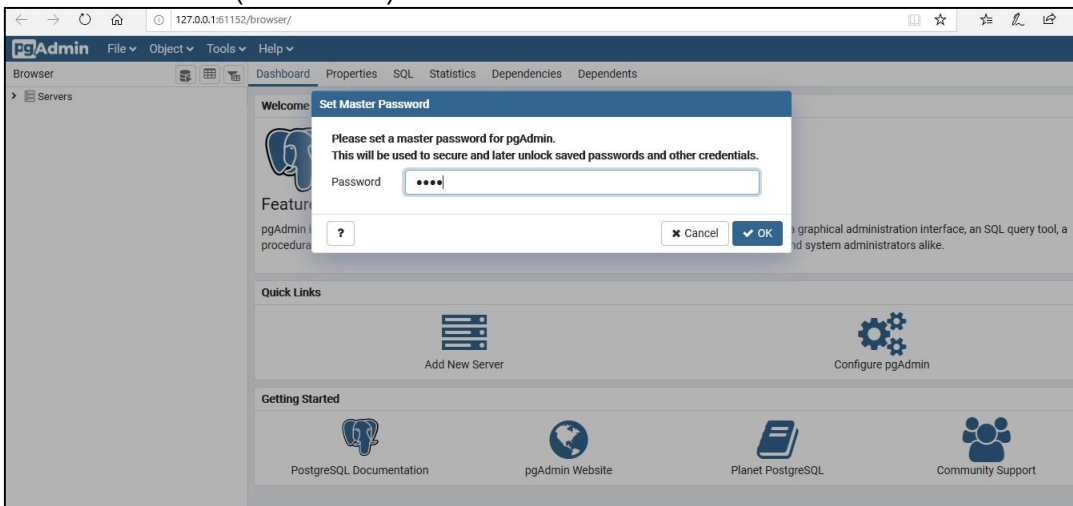 127.0.0.1:61152/browser/
pgAdmin File Object Tools Help
Browser Dashboard Properties SQL Statistics Dependencies Dependents
Servers
Welcome Set Master Password
Please set a master password for pgAdmin.
This will be used to secure and later unlock saved passwords and other credentials.
Password ••••
Featur
pgAdmin i ? Cancel OK a graphical administration interface, an SQL query tool, a
procedura nd system administrators alike.
Quick Links
Add New Server Configure pgAdmin
Getting Started
PostgreSQL Documentation pgAdmin Website Planet PostgreSQL Community Support